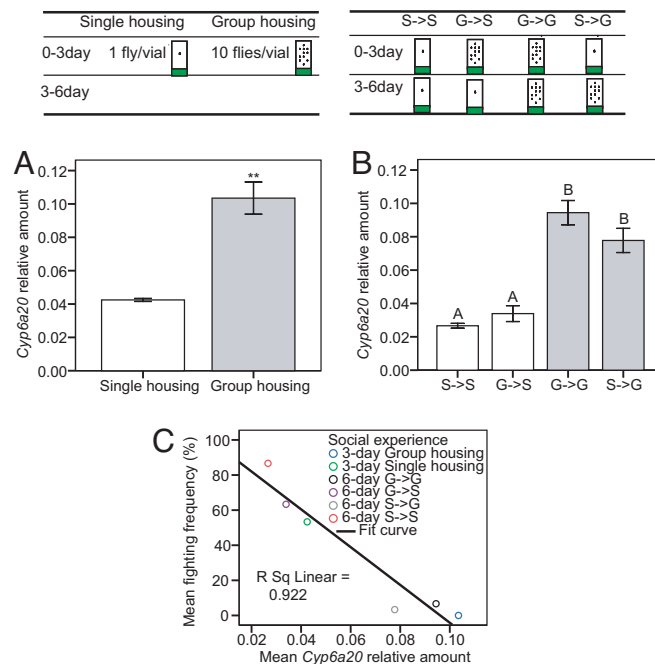 Single housing Group housing
0-3day 1 fly/vial 10 flies/vial
3-6day
S->S G->S G->G S->G
0-3day
3-6day
A
Cyp6a20 relative amount
0.12
0.10
0.08
0.06
0.04
0.02
0.00
**
Single housing Group housing
B
Cyp6a20 relative amount
0.12
0.10
0.08
0.06
0.04
0.02
0.00
A A B B
S->S G->S G->G S->G
C
Mean fighting frequency (%)
100
80
60
40
20
0
Social experience
3-day Group housing
3-day Single housing
6-day G->G
6-day G->S
6-day S->G
6-day S->S
Fit curve
R Sq Linear =
0.922
0.02 0.04 0.06 0.08 0.10
Mean Cyp6a20 relative amount